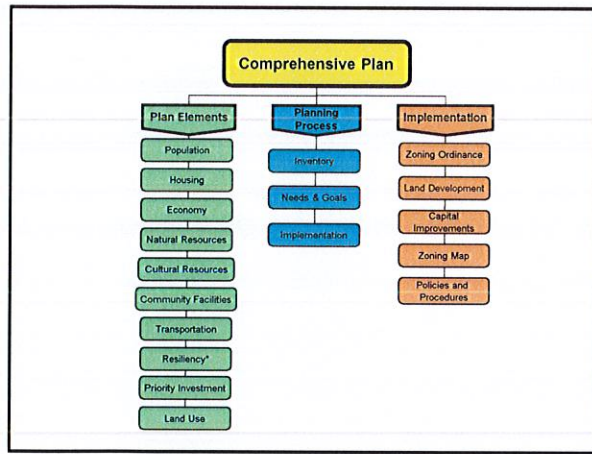 Comprehensive Plan
Plan Elements
Population
Housing
Economy
Natural Resources
Cultural Resources
Community Facilities
Transportation
Resiliency*
Priority Investment
Land Use
Planning
Process
Inventory
Needs & Goals
Implementation
Implementation
Zoning Ordinance
Land Development
Capital
Improvements
Zoning Map
Policies and
Procedures